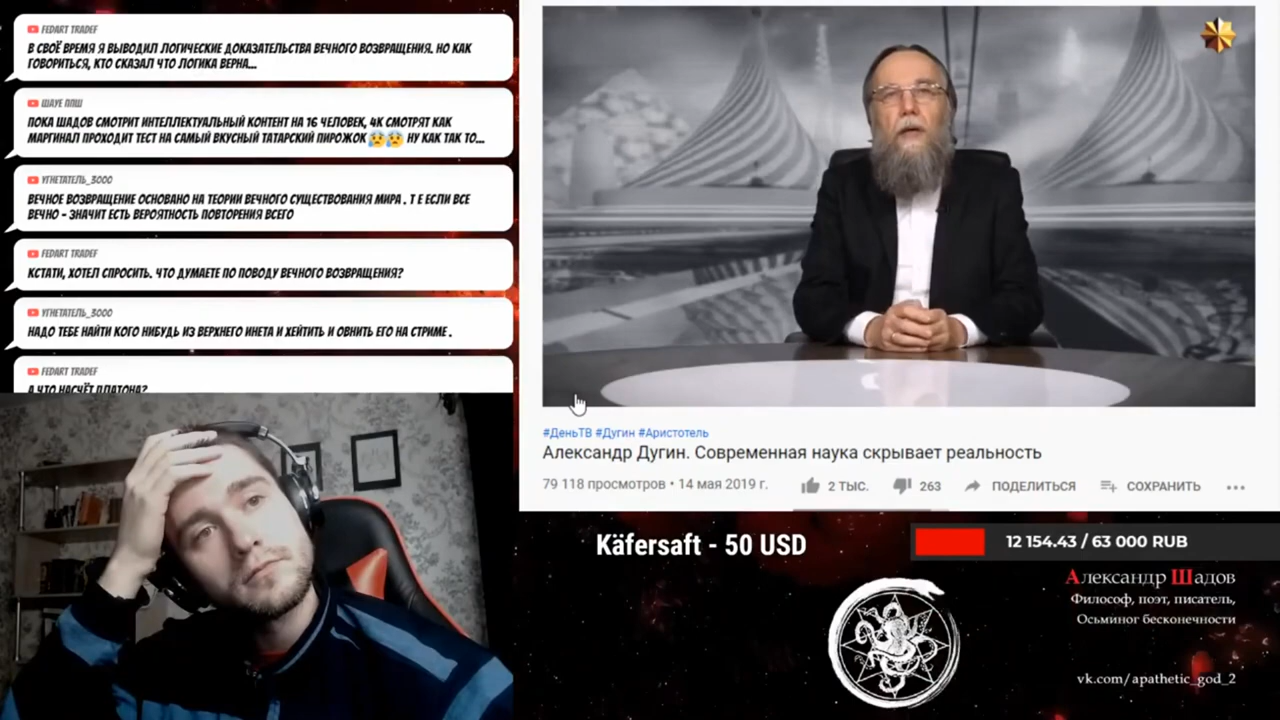 FEDART TRADEF
В СВОЁ ВРЕМЯ Я ВЫВОДИЛ ЛОГИЧЕСКИЕ ДОКАЗАТЕЛЬСТВА ВЕЧНОГО ВОЗВРАЩЕНИЯ. НО КАК
ГОВОРИТЬСЯ, КТО СКАЗАЛ ЧТО ЛОГИКА ВЕРНА...
ШАУЕ ППШ
ПОКА ШАДОВ СМОТРИТ ИНТЕЛЛЕКТУАЛЬНЫЙ КОНТЕНТ НА 16 ЧЕЛОВЕК, 4К СМОТРЯТ КАК
МАРГИНАЛ ПРОХОДИТ ТЕСТ НА САМЫЙ ВКУСНЫЙ ТАТАРСКИЙ ПИРОЖОК😰😰 НУ КАК ТАК ТО...
УГНЕТАТЕЛЬ_3000
ВЕЧНОЕ ВОЗВРАЩЕНИЕ ОСНОВАНО НА ТЕОРИИ ВЕЧНОГО СУЩЕСТВОВАНИЯ МИРА . Т Е ЕСЛИ ВСЕ
ВЕЧНО - ЗНАЧИТ ЕСТЬ ВЕРОЯТНОСТЬ ПОВТОРЕНИЯ ВСЕГО
FEDART TRADEF
КСТАТИ, ХОТЕЛ СПРОСИТЬ. ЧТО ДУМАЕТЕ ПО ПОВОДУ ВЕЧНОГО ВОЗВРАЩЕНИЯ?
УГНЕТАТЕЛЬ_3000
НАДО ТЕБЕ НАЙТИ КОГО НИБУДЬ ИЗ ВЕРХНЕГО ИНЕТА И ХЕЙТИТЬ И ОВНИТЬ ЕГО НА СТРИМЕ .
FEDART TRADEF
А ЧТО НАСЧЁТ ПЛАТОНА?
#ДеньТВ #Дугин #Аристотель
Александр Дугин. Современная наука скрывает реальность
79 118 просмотров • 14 мая 2019 г. 2 ТЫС. 263 ПОДЕЛИТЬСЯ СОХРАНИТЬ
Käfersaft - 50 USD
12 154.43 / 63 000 RUB
Александр Шадов
Философ, поэт, писатель,
Осьминог бесконечности
vk.com/apathetic_god_2